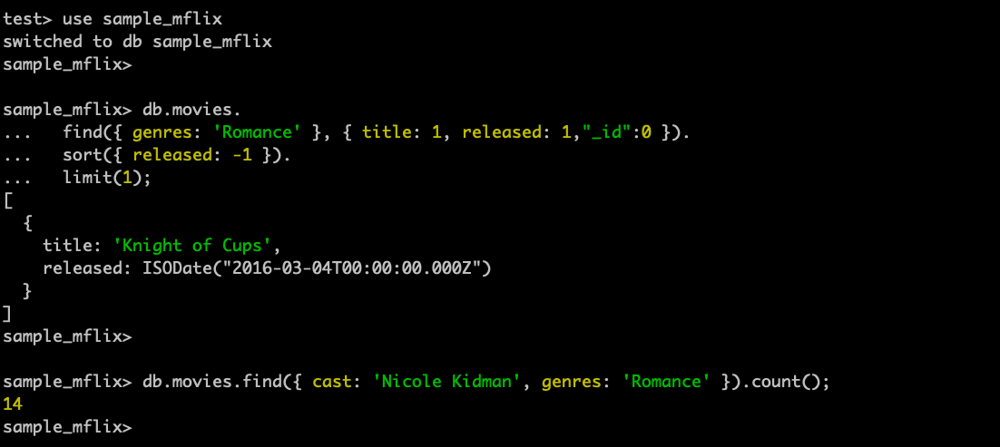 test> use sample_mflix
switched to db sample_mflix
sample_mflix>
sample_mflix> db.movies.
...   find({ genres: 'Romance' }, { title: 1, released: 1,"_id":0 }).
...   sort({ released: -1 }).
...   limit(1);
[
  {
    title: 'Knight of Cups',
    released: ISODate("2016-03-04T00:00:00.000Z")
  }
]
sample_mflix>
sample_mflix> db.movies.find({ cast: 'Nicole Kidman', genres: 'Romance' }).count();
14
sample_mflix>